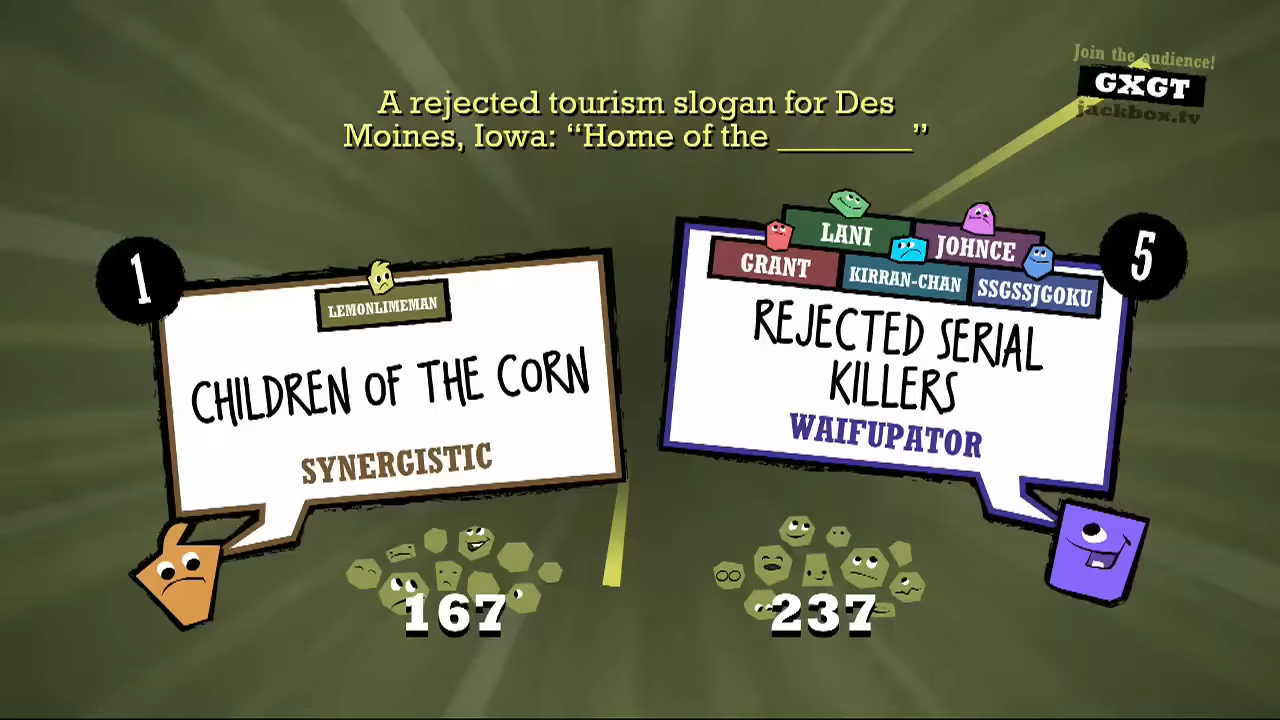 Join the audience!
GXGT
jackbox.tv
A rejected tourism slogan for Des
Moines, Iowa: “Home of the ________”
1
LEMONLIMEMAN
CHILDREN OF THE CORN
SYNERGISTIC
167
LANI
JOHNCE
GRANT
KIRRAN-CHAN
SSGSSJGOKU
5
REJECTED SERIAL
KILLERS
WAIFUPATOR
237